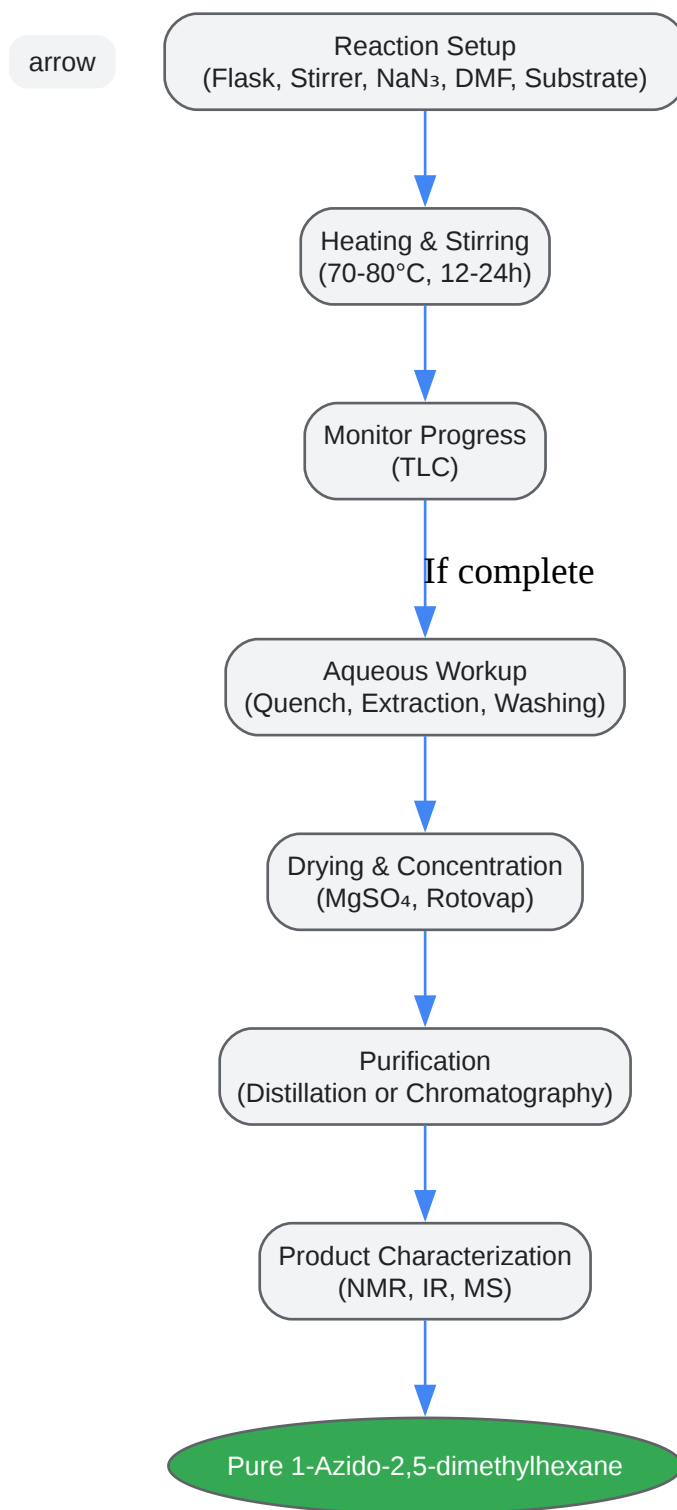 arrow
Reaction Setup
(Flask, Stirrer, NaN₃, DMF, Substrate)
Heating & Stirring
(70-80°C, 12-24h)
Monitor Progress
(TLC)
If complete
Aqueous Workup
(Quench, Extraction, Washing)
Drying & Concentration
(MgSO₄, Rotovap)
Purification
(Distillation or Chromatography)
Product Characterization
(NMR, IR, MS)
Pure 1-Azido-2,5-dimethylhexane